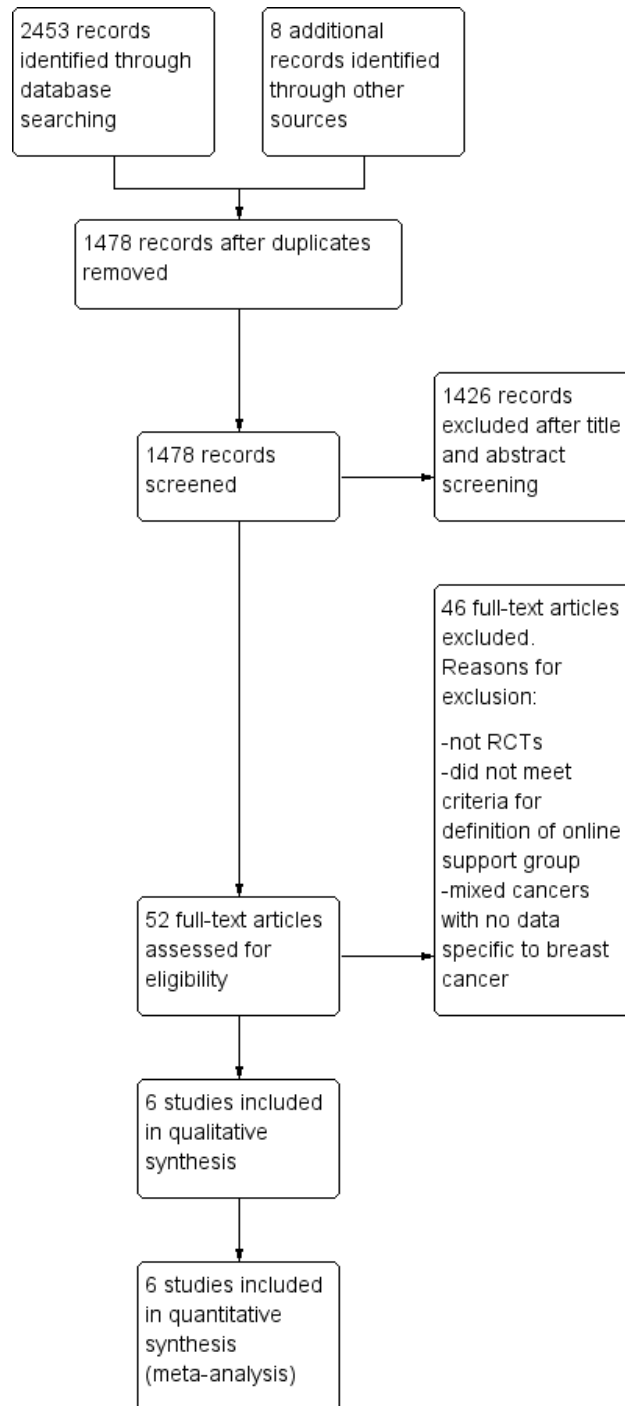 2453 records
identified through
database
searching
8 additional
records identified
through other
sources
1478 records after duplicates
removed
1478 records
screened
1426 records
excluded after title
and abstract
screening
52 full-text articles
assessed for
eligibility
46 full-text articles
excluded.
Reasons for
exclusion:
-not RCTs
-did not meet
criteria for
definition of online
support group
-mixed cancers
with no data
specific to breast
cancer
6 studies included
in qualitative
synthesis
6 studies included
in quantitative
synthesis
(meta-analysis)